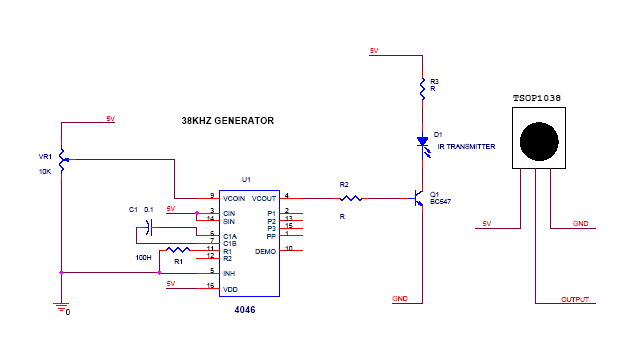 5V
R3
R
TSOP1038
5V
38KHZ GENERATOR
D1
IR TRANSMITTER
VR1
10K
U1
R2
R
Q1
BC547
9 VCOIN VCOUT 4
5V
3 CIN P1 2
14 SIN P2 13
P3 15
C1 0.1
6 C1A PP 1
7 C1B
100H
R1
11 R1 DEMO 10
12 R2
5 INH
5V
16 VDD
4046
0
GND
5V
GND
OUTPUT